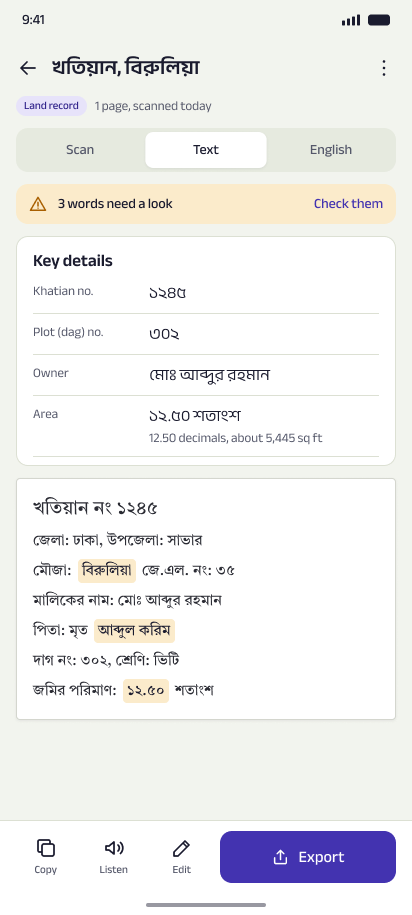 9:41
খতিয়ান, বিরুলিয়া
Land record 1 page, scanned today
Scan Text English
3 words need a look Check them
Key details
Khatian no. ১২৪৫
Plot (dag) no. ৩০২
Owner মোঃ আব্দুর রহমান
Area ১২.৫০ শতাংশ
12.50 decimals, about 5,445 sq ft
খতিয়ান নং ১২৪৫
জেলা: ঢাকা, উপজেলা: সাভার
মৌজা: বিরুলিয়া জে.এল. নং: ৩৫
মালিকের নাম: মোঃ আব্দুর রহমান
পিতা: মৃত আব্দুল করিম
দাগ নং: ৩০২, শ্রেণি: ভিটি
জমির পরিমাণ: ১২.৫০ শতাংশ
Copy Listen Edit Export